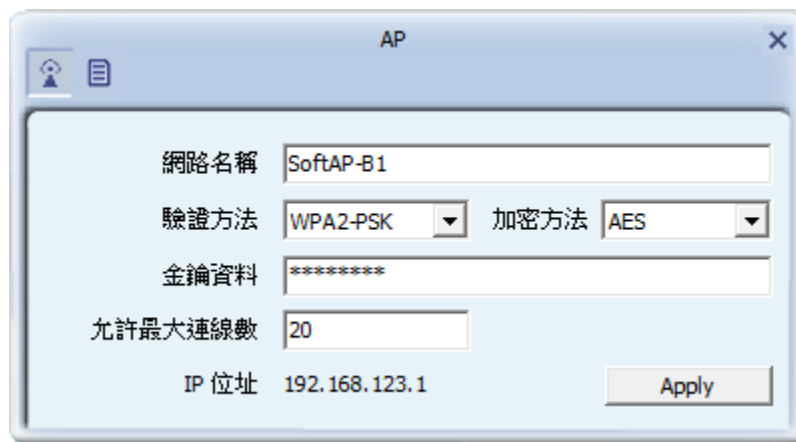 AP
網路名稱 SoftAP-B1
驗證方法 WPA2-PSK 加密方法 AES
金鑰資料 ********
允許最大連線數 20
IP 位址 192.168.123.1 Apply